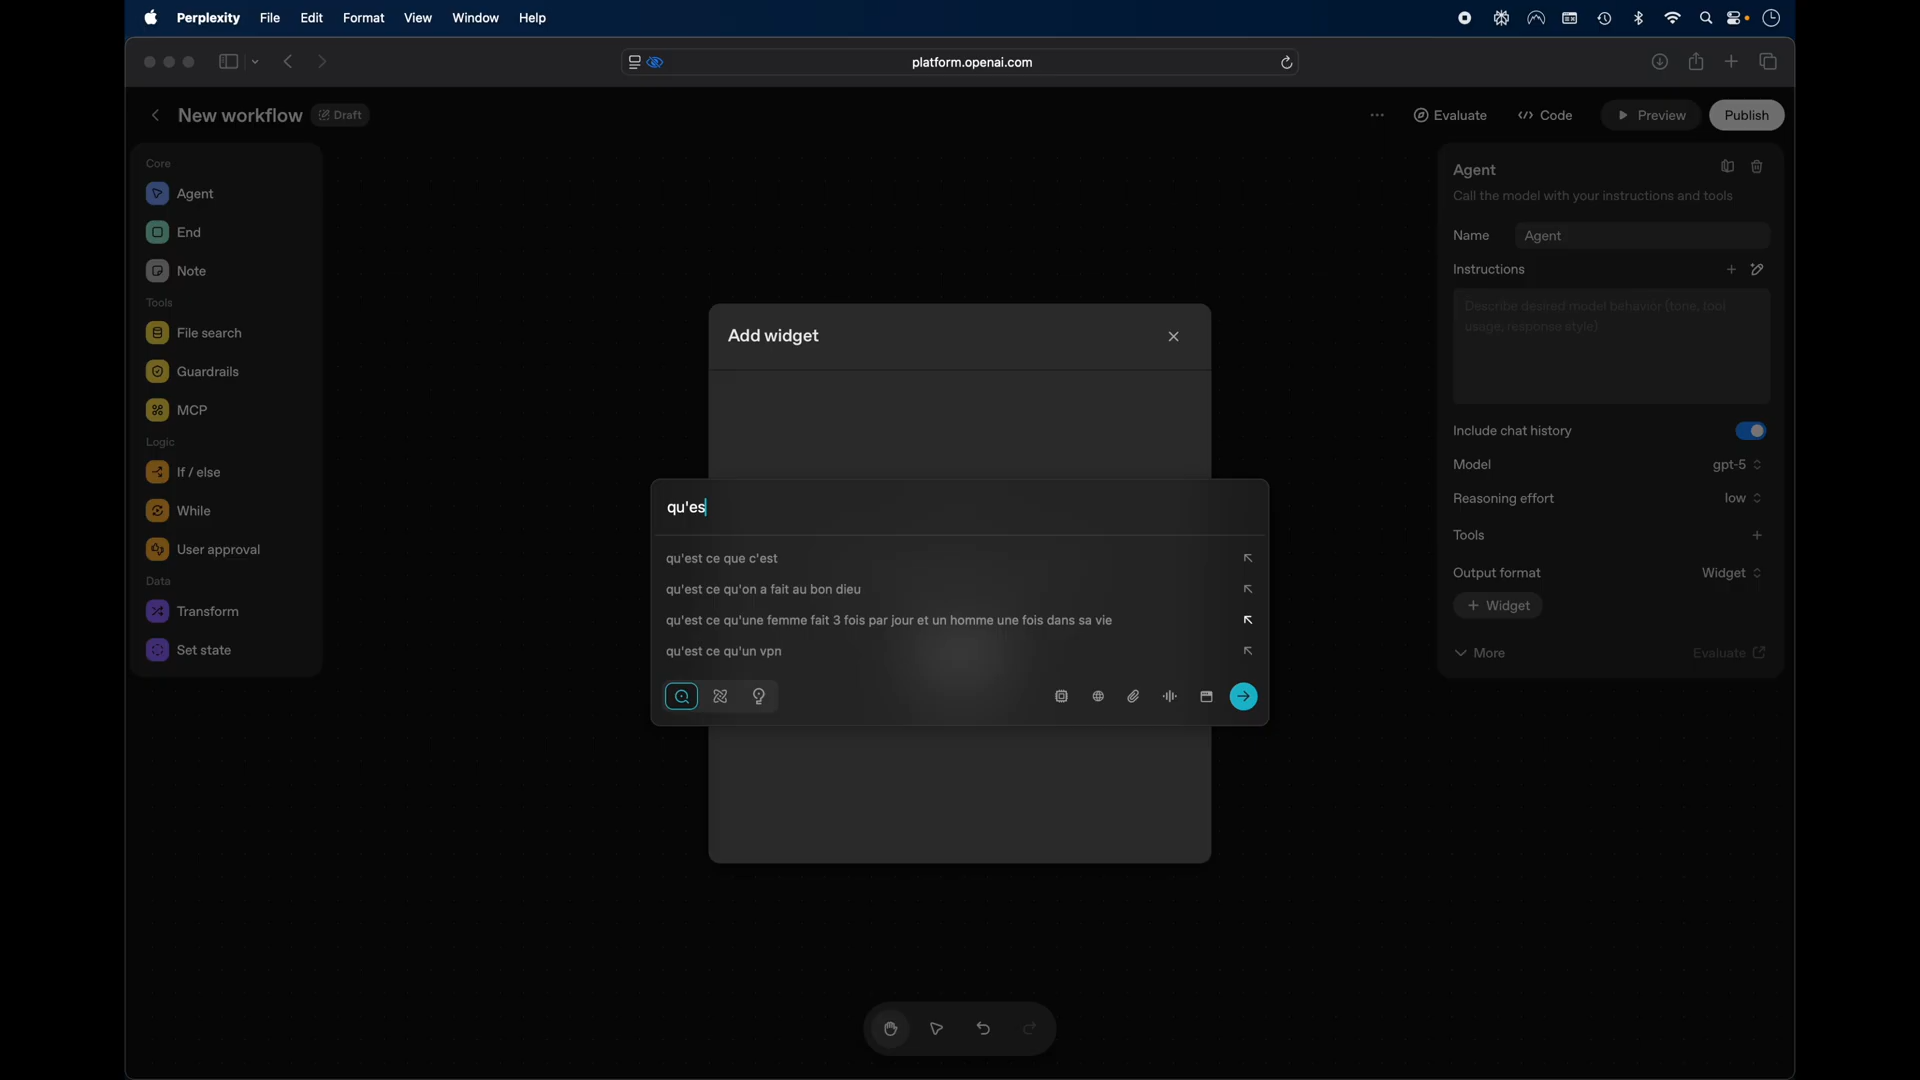 Perplexity File Edit Format View Window Help
platform.openai.com
New workflow Draft
Evaluate Code Preview Publish
Core
Agent
End
Note
Tools
File search
Guardrails
MCP
Logic
If / else
While
User approval
Data
Transform
Set state
Add widget
qu'es
qu'est ce que c'est
qu'est ce qu'on a fait au bon dieu
qu'est ce qu'une femme fait 3 fois par jour et un homme une fois dans sa vie
qu'est ce qu'un vpn
Agent
Call the model with your instructions and tools
Name Agent
Instructions
Describe desired model behavior (tone, tool
usage, response style)
Include chat history
Model gpt-5
Reasoning effort low
Tools
Output format Widget
+ Widget
More Evaluate